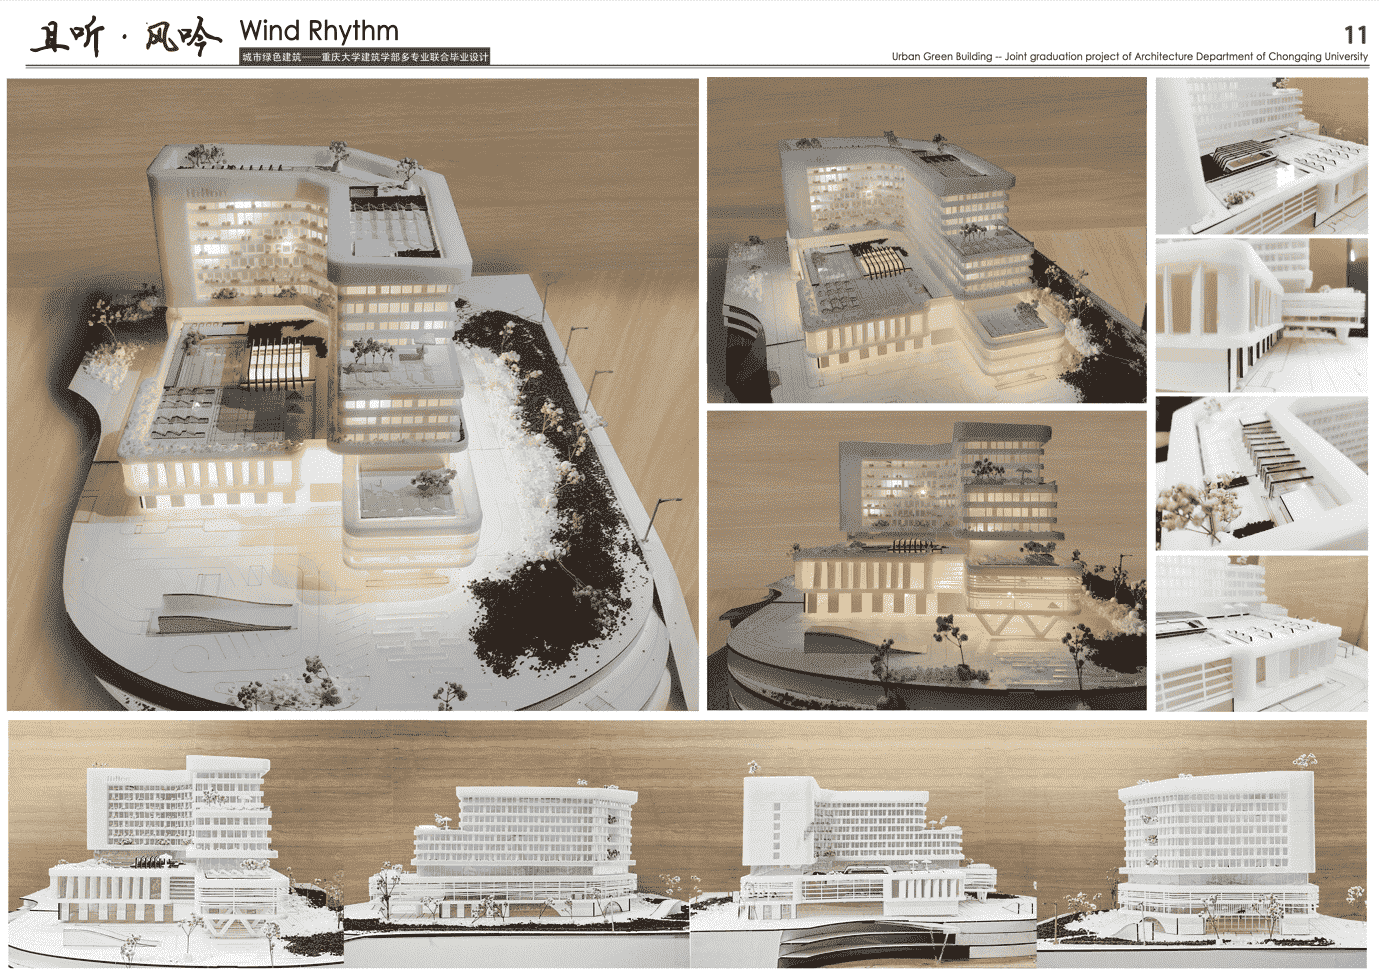 且听·风吟
Wind Rhythm
11
城市绿色建筑——重庆大学建筑学部多专业联合毕业设计
Urban Green Building -- Joint graduation project of Architecture Department of Chongqing University
Hilton